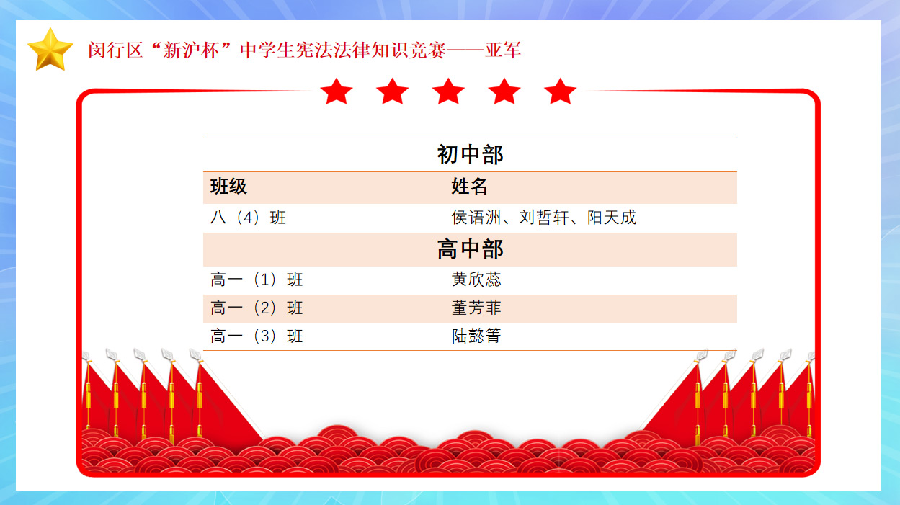 闵行区“新沪杯”中学生宪法法律知识竞赛——亚军
初中部
班级 姓名
八（4）班 侯语洲、刘哲轩、阳天成
高中部
高一（1）班 黄欣蕊
高一（2）班 董芳菲
高一（3）班 陆懿箐